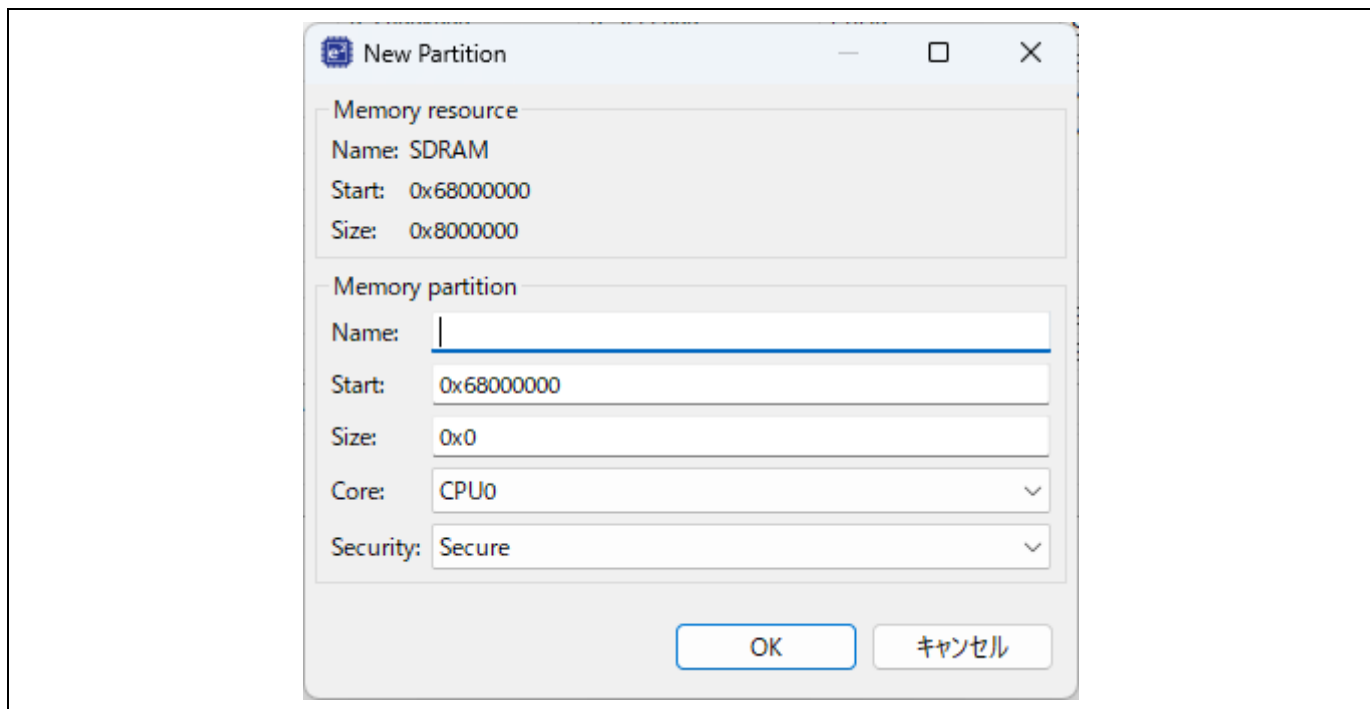 New Partition
Memory resource
Name: SDRAM
Start: 0x68000000
Size: 0x8000000
Memory partition
Name:
Start: 0x68000000
Size: 0x0
Core: CPU0
Security: Secure
OK キャンセル